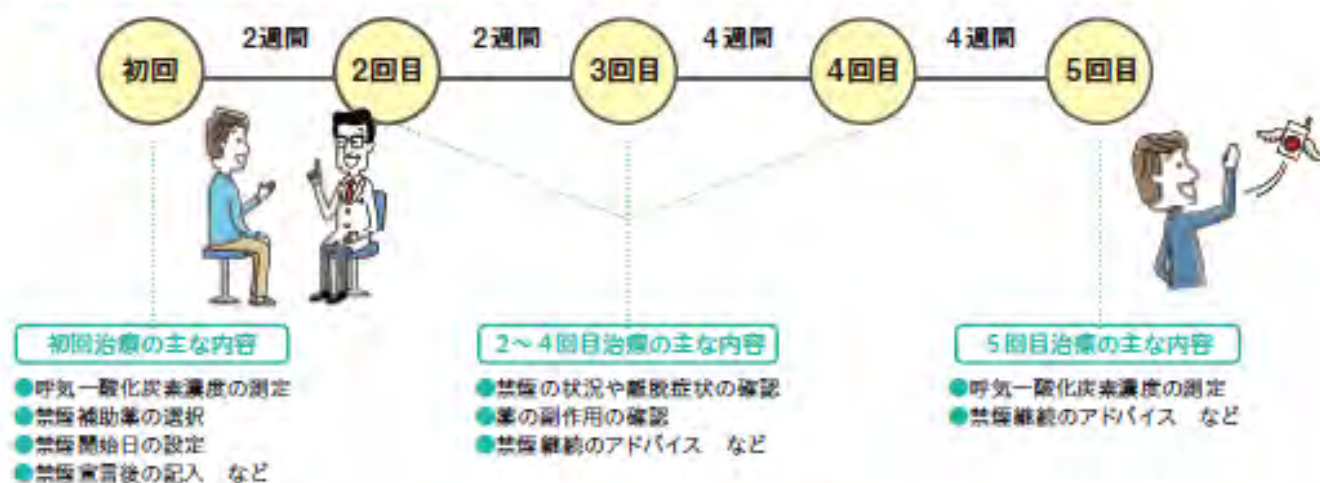 初回
2週間
2回目
2週間
3回目
4週間
4回目
4週間
5回目
初回治療の主な内容
●呼気一酸化炭素濃度の測定
●禁煙補助薬の選択
●禁煙開始日の設定
●禁煙宣言後の記入 など
2～4回目治療の主な内容
●禁煙の状況や離脱症状の確認
●薬の副作用の確認
●禁煙継続のアドバイス など
5回目治療の主な内容
●呼気一酸化炭素濃度の測定
●禁煙継続のアドバイス など